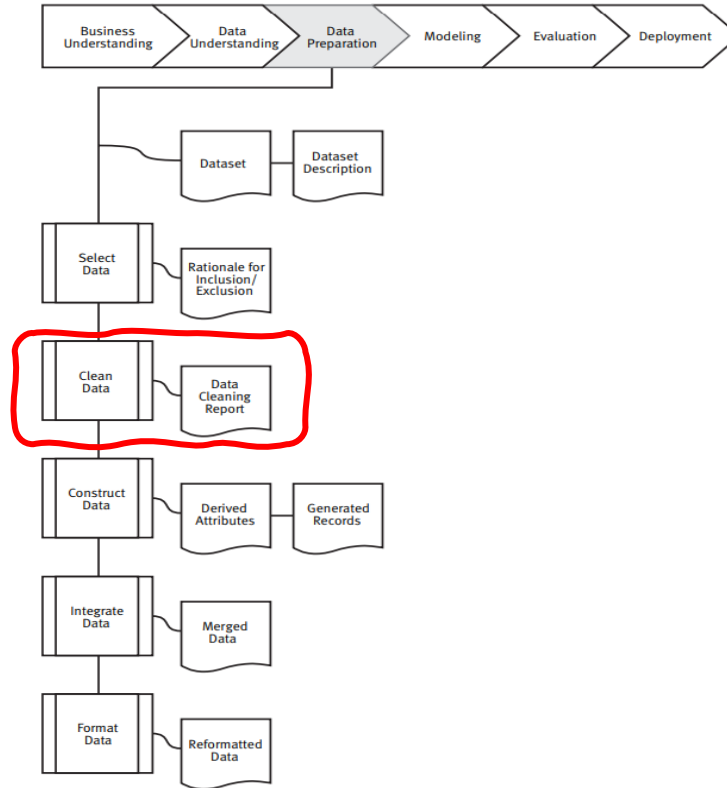 Business
Understanding
Data
Understanding
Data
Preparation
Modeling
Evaluation
Deployment
Dataset
Dataset
Description
Select
Data
Rationale for
Inclusion/
Exclusion
Clean
Data
Data
Cleaning
Report
Construct
Data
Derived
Attributes
Generated
Records
Integrate
Data
Merged
Data
Format
Data
Reformatted
Data